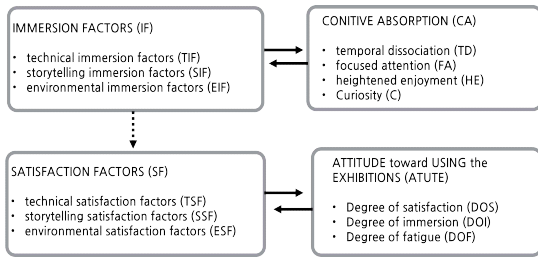 IMMERSION FACTORS (IF)
• technical immersion factors (TIF)
• storytelling immersion factors (SIF)
• environmental immersion factors (EIF)
CONITIVE ABSORPTION (CA)
• temporal dissociation (TD)
• focused attention (FA)
• heightened enjoyment (HE)
• Curiosity (C)
SATISFACTION FACTORS (SF)
• technical satisfaction factors (TSF)
• storytelling satisfaction factors (SSF)
• environmental satisfaction factors (ESF)
ATTITUDE toward USING the
EXHIBITIONS (ATUTE)
• Degree of satisfaction (DOS)
• Degree of immersion (DOI)
• Degree of fatigue (DOF)